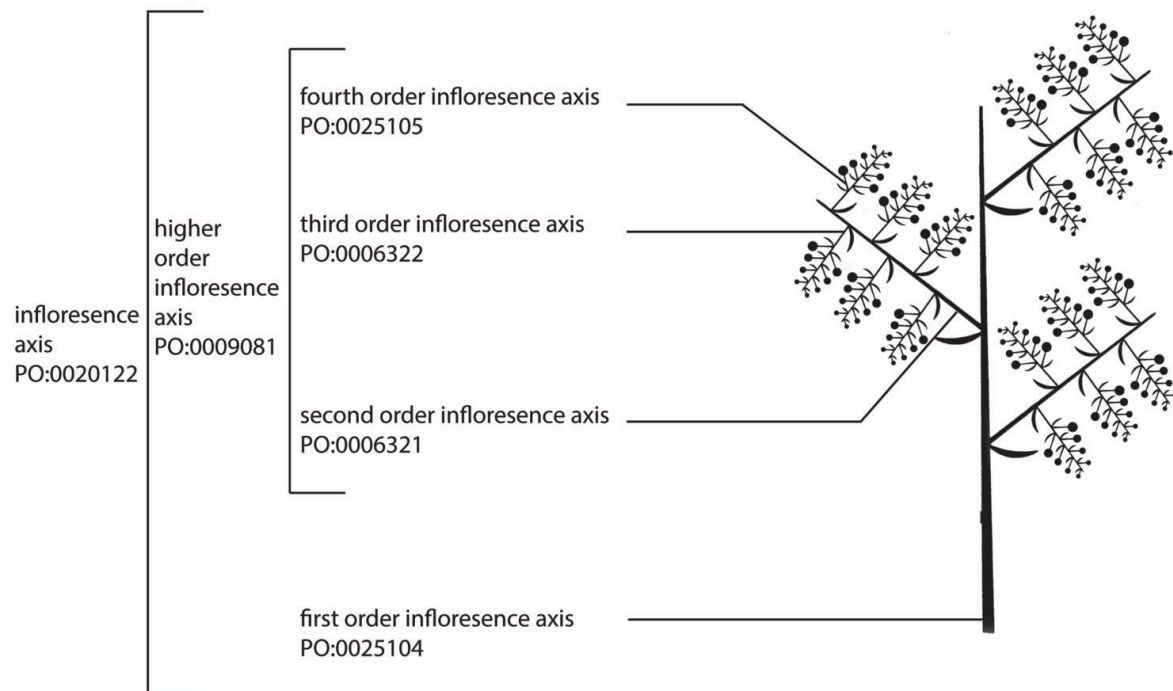 infloresence
axis
PO:0020122
higher
order
infloresence
axis
PO:0009081
fourth order infloresence axis
PO:0025105
third order infloresence axis
PO:0006322
second order infloresence axis
PO:0006321
first order infloresence axis
PO:0025104